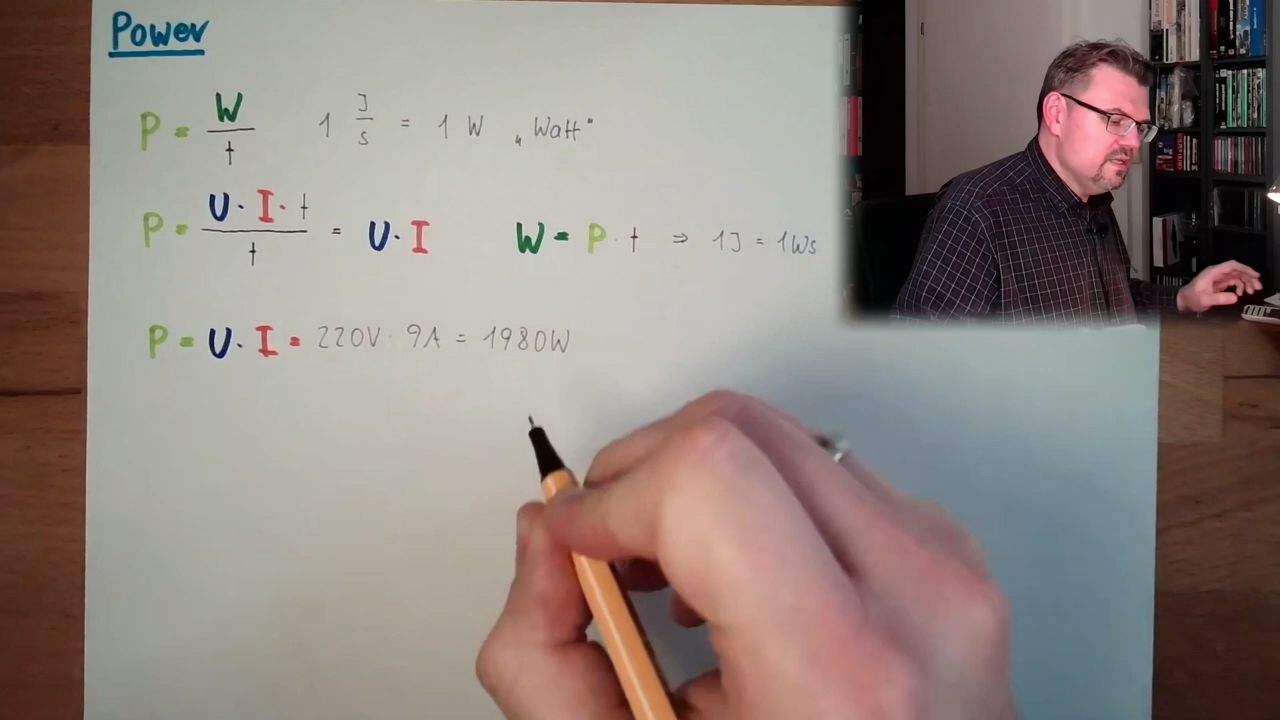 Power
P = W/t 1 J/s = 1 W „Watt"
P = U · I · t/t = U · I W = P · t ⇒ 1J = 1Ws
P = U · I = 220V · 9A = 1980W